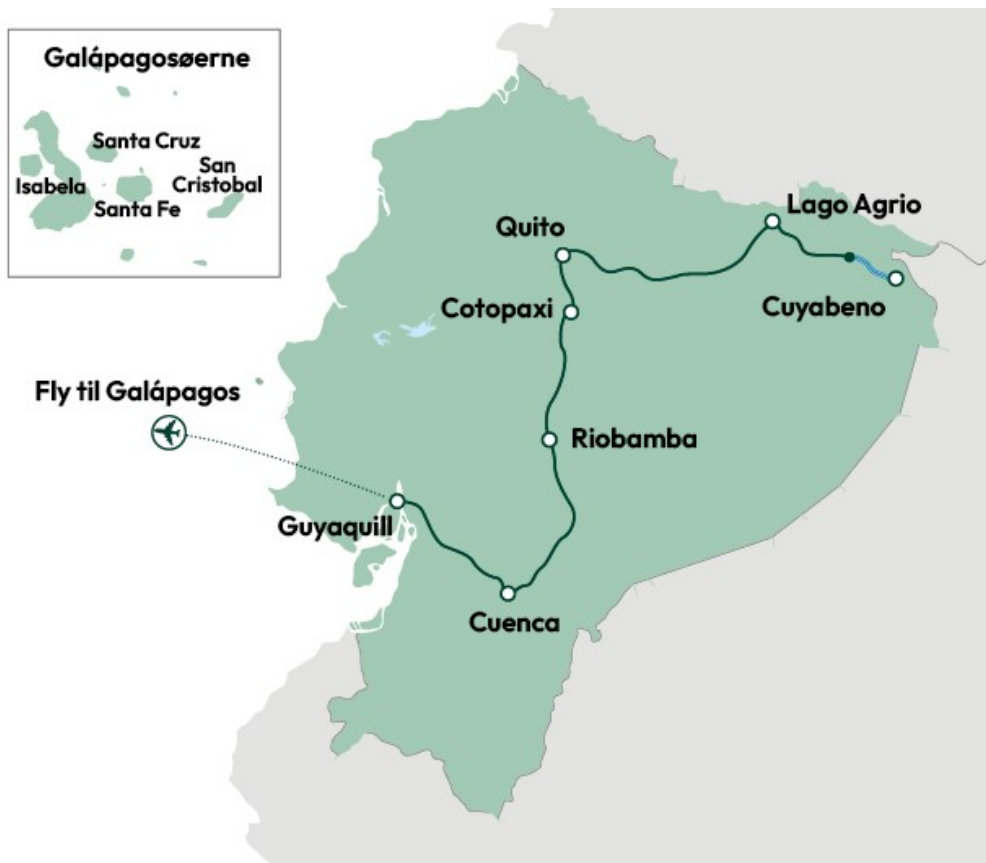 Galápagosøerne
Santa Cruz
San
Cristobal
Isabela
Santa Fe
Lago Agrio
Quito
Cuyabeno
Cotopaxi
Fly til Galápagos
Riobamba
Guyaquill
Cuenca